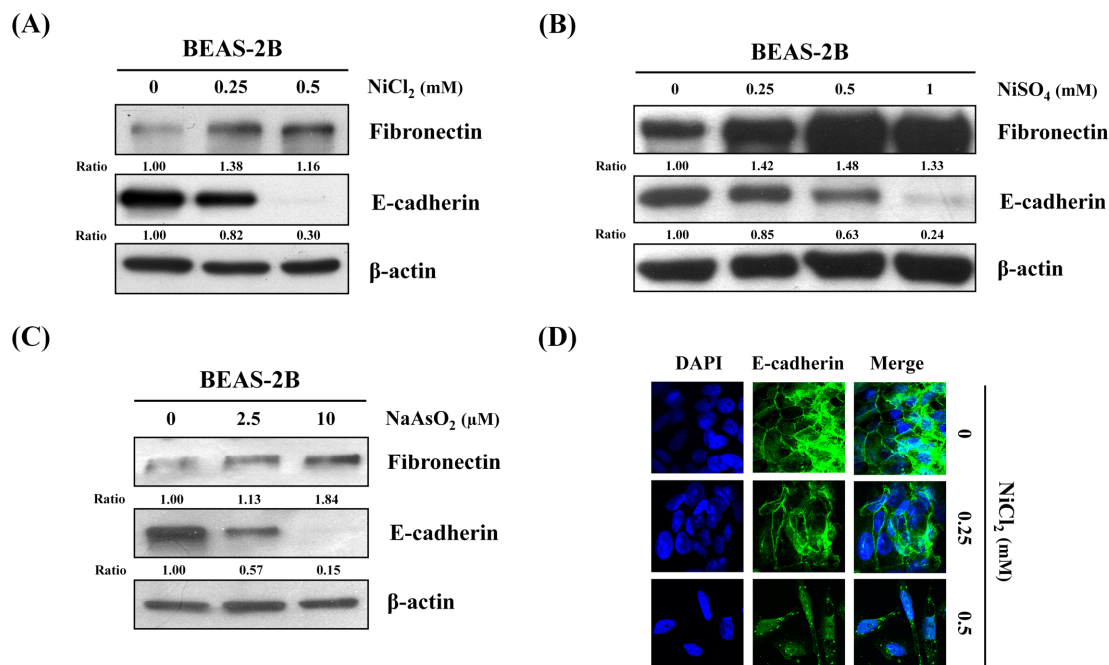 (A)
BEAS-2B
0 0.25 0.5 NiCl2 (mM)
Fibronectin
Ratio 1.00 1.38 1.16
E-cadherin
Ratio 1.00 0.82 0.30
β-actin
(B)
BEAS-2B
0 0.25 0.5 1 NiSO4 (mM)
Fibronectin
Ratio 1.00 1.42 1.48 1.33
E-cadherin
Ratio 1.00 0.85 0.63 0.24
β-actin
(C)
BEAS-2B
0 2.5 10 NaAsO2 (μM)
Fibronectin
Ratio 1.00 1.13 1.84
E-cadherin
Ratio 1.00 0.57 0.15
β-actin
(D)
DAPI E-cadherin Merge
0
0.25
0.5
NiCl2 (mM)